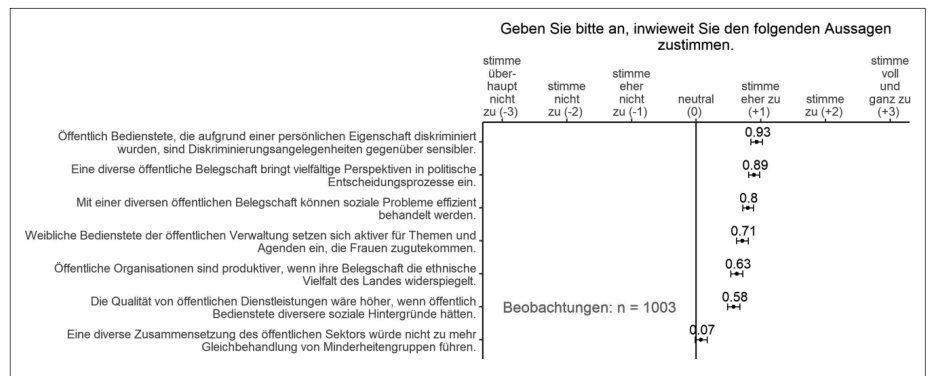 Geben Sie bitte an, inwieweit Sie den folgenden Aussagen
zustimmen.
stimme
über-
haupt
nicht
zu (-3)
stimme
nicht
zu (-2)
stimme
eher
nicht
zu (-1)
neutral
(0)
stimme
eher zu
(+1)
stimme
zu (+2)
stimme
voll
und
ganz zu
(+3)
Öffentlich Bedienstete, die aufgrund einer persönlichen Eigenschaft diskriminiert
wurden, sind Diskriminierungsangelegenheiten gegenüber sensibler.
0.93
Eine diverse öffentliche Belegschaft bringt vielfältige Perspektiven in politische
Entscheidungsprozesse ein.
0.89
Mit einer diversen öffentlichen Belegschaft können soziale Probleme effizient
behandelt werden.
0.8
Weibliche Bedienstete der öffentlichen Verwaltung setzen sich aktiver für Themen und
Agenden ein, die Frauen zugutekommen.
0.71
Öffentliche Organisationen sind produktiver, wenn ihre Belegschaft die ethnische
Vielfalt des Landes widerspiegelt.
0.63
Die Qualität von öffentlichen Dienstleistungen wäre höher, wenn öffentlich
Bedienstete diversere soziale Hintergründe hätten.
0.58
Beobachtungen: n = 1003
Eine diverse Zusammensetzung des öffentlichen Sektors würde nicht zu mehr
Gleichbehandlung von Minderheitengruppen führen.
0.07